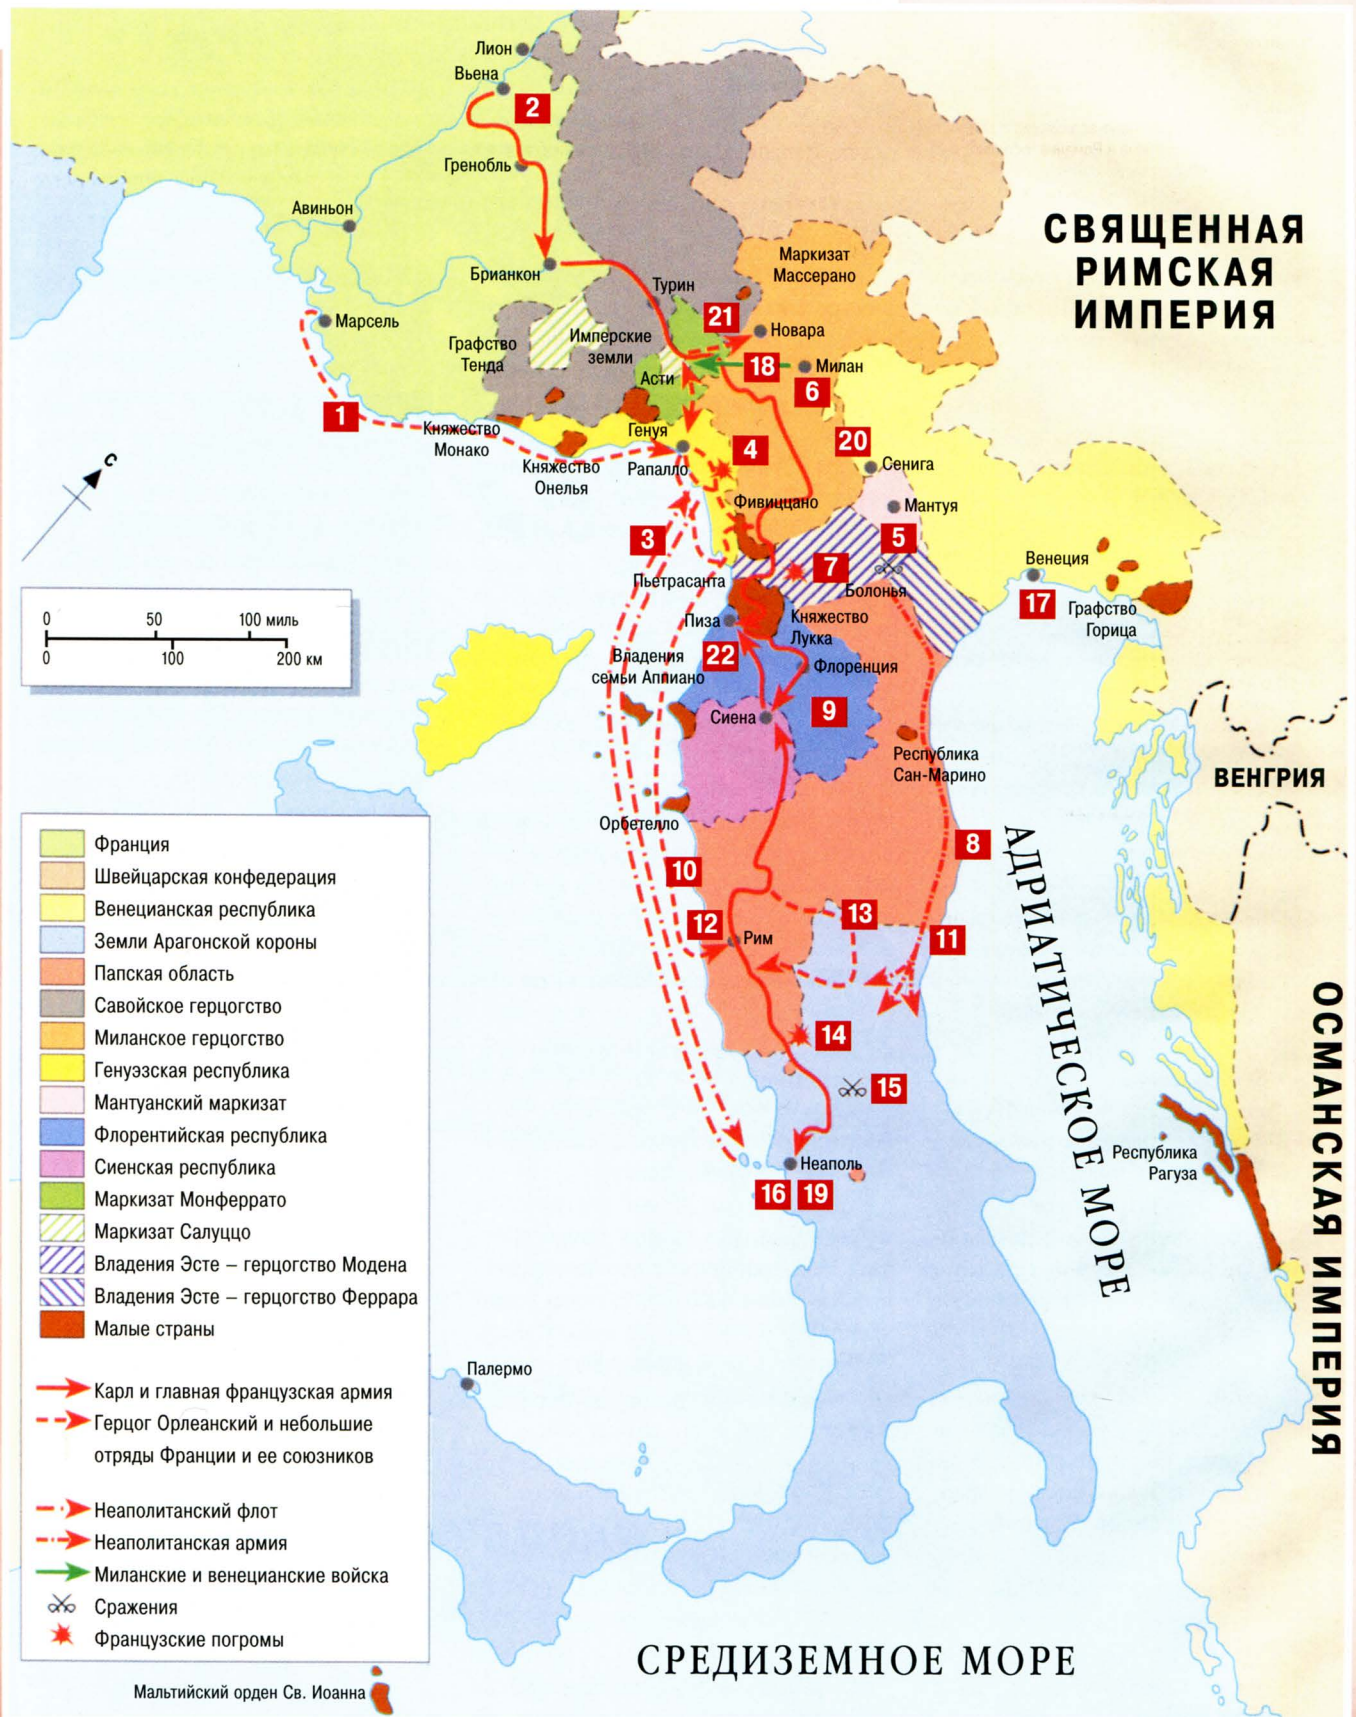 Лион
Вьена
2
Гренобль
Авиньон
Брианкон
Марсель
1
СВЯЩЕННАЯ
РИМСКАЯ
ИМПЕРИЯ
Маркизат
Массерано
Турин
21
Новара
Графство
Тенда
Имперские
земли
18
Милан
Асти
6
Княжество
Монако
Генуя
4
20
Сенига
Княжество
Онелья
Рапалло
Фивиццано
Мантуя
С
3
5
7
Пьетрасанта
Болонья
Венеция
17
Графство
Горица
Пиза
Княжество
Лукка
22
Флоренция
Владения
семьи Аппиано
Сиена
9
Республика
Сан-Марино
ВЕНГРИЯ
0 50 100 миль
0 100 200 км
Орбетелло
8
10
12
Рим
13
11
АДРИАТИЧЕСКОЕ МОРЕ
ОСМАНСКАЯ ИМПЕРИЯ
14
15
Неаполь
16
19
Республика
Рагуза
Палермо
Франция
Швейцарская конфедерация
Венецианская республика
Земли Арагонской короны
Папская область
Савойское герцогство
Миланское герцогство
Генуэзская республика
Мантуанский маркизат
Флорентийская республика
Сиенская республика
Маркизат Монферрато
Маркизат Салуццо
Владения Эсте – герцогство Модена
Владения Эсте – герцогство Феррара
Малые страны
Карл и главная французская армия
Герцог Орлеанский и небольшие
отряды Франции и ее союзников
Неаполитанский флот
Неаполитанская армия
Миланские и венецианские войска
Сражения
Французские погромы
Мальтийский орден Св. Иоанна
СРЕДИЗЕМНОЕ МОРЕ